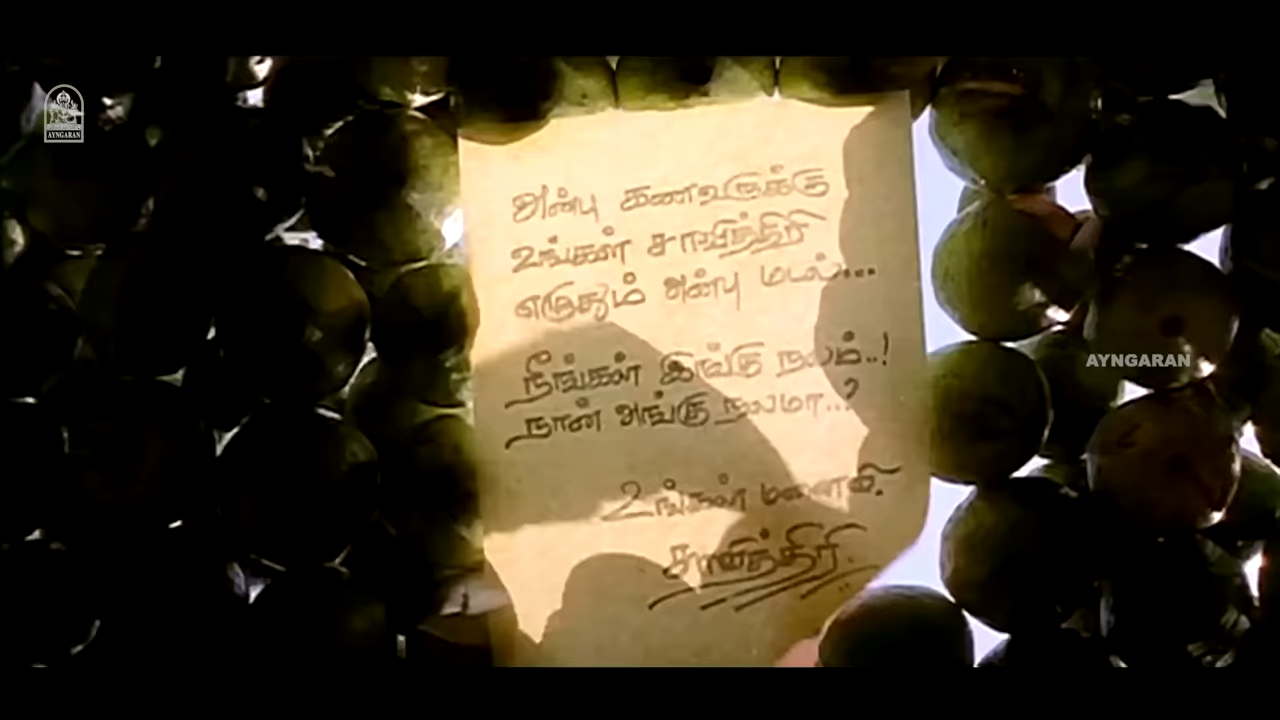 AYNGARAN
அன்பு கணவருக்கு
உங்கள் சாவித்திரி
எழுதும் அன்பு மடல்...
நீங்கள் இங்கு நலம்..!
நான் அங்கு நலமா..?
AYNGARAN
உங்கள் மனைவி.
சாவித்திரி.